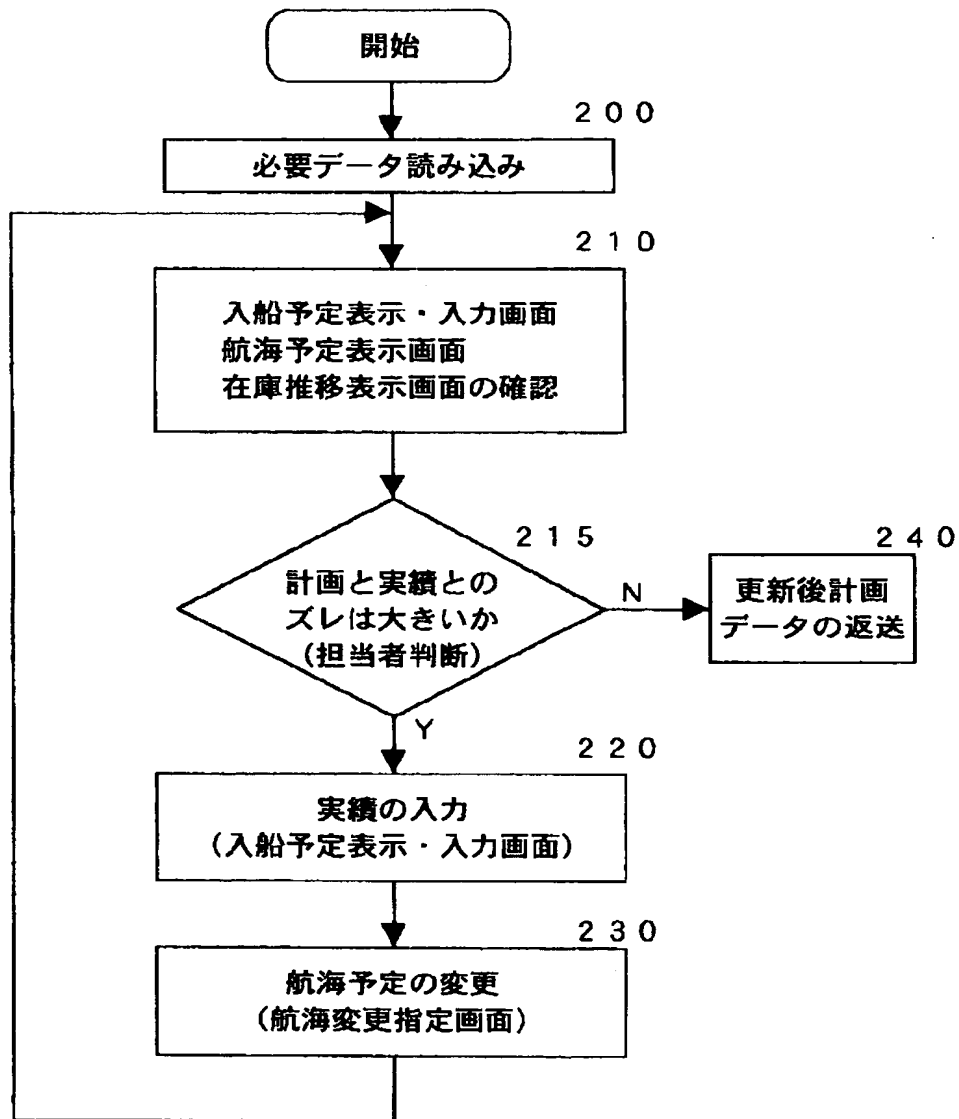 開始
200
必要データ読み込み
210
入船予定表示・入力画面
航海予定表示画面
在庫推移表示画面の確認
215
計画と実績との
ズレは大きいか
(担当者判断)
N
240
更新後計画
データの返送
Y
220
実績の入力
(入船予定表示・入力画面)
230
航海予定の変更
(航海変更指定画面)